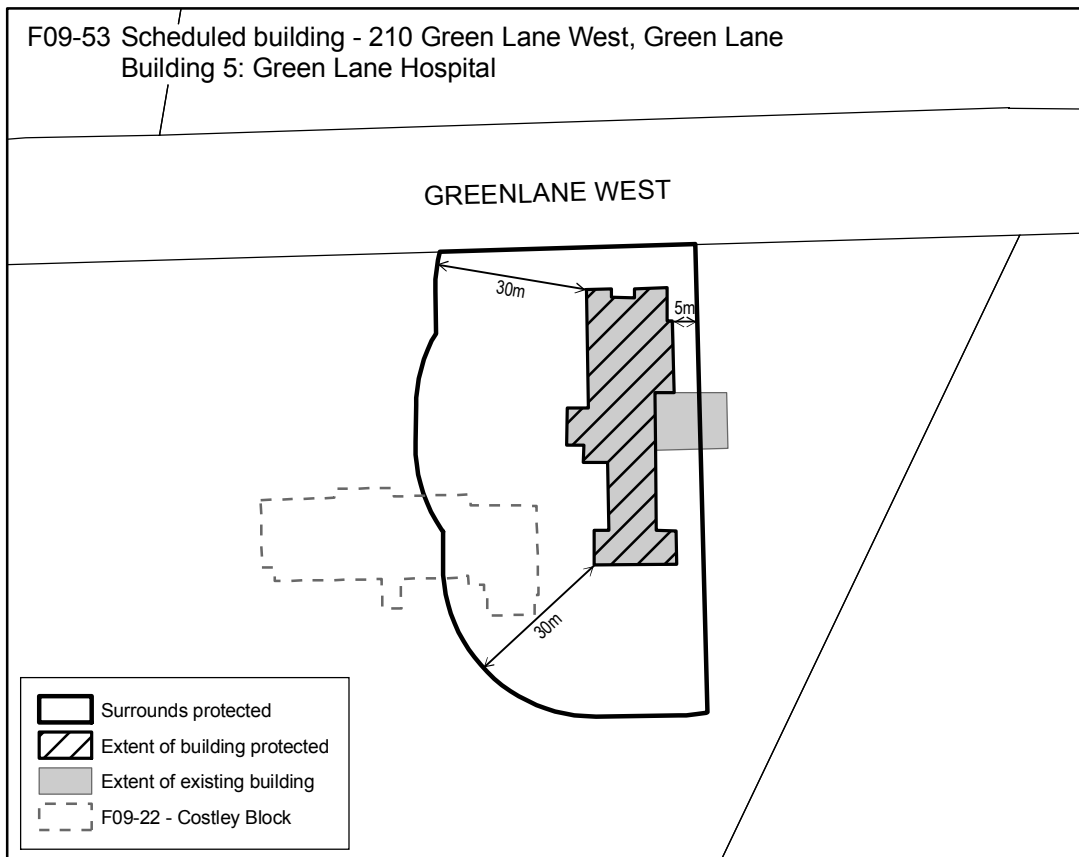 F09-53 Scheduled building - 210 Green Lane West, Green Lane
Building 5: Green Lane Hospital
GREENLANE WEST
30m
5m
30m
Surrounds protected
Extent of building protected
Extent of existing building
F09-22 - Costley Block